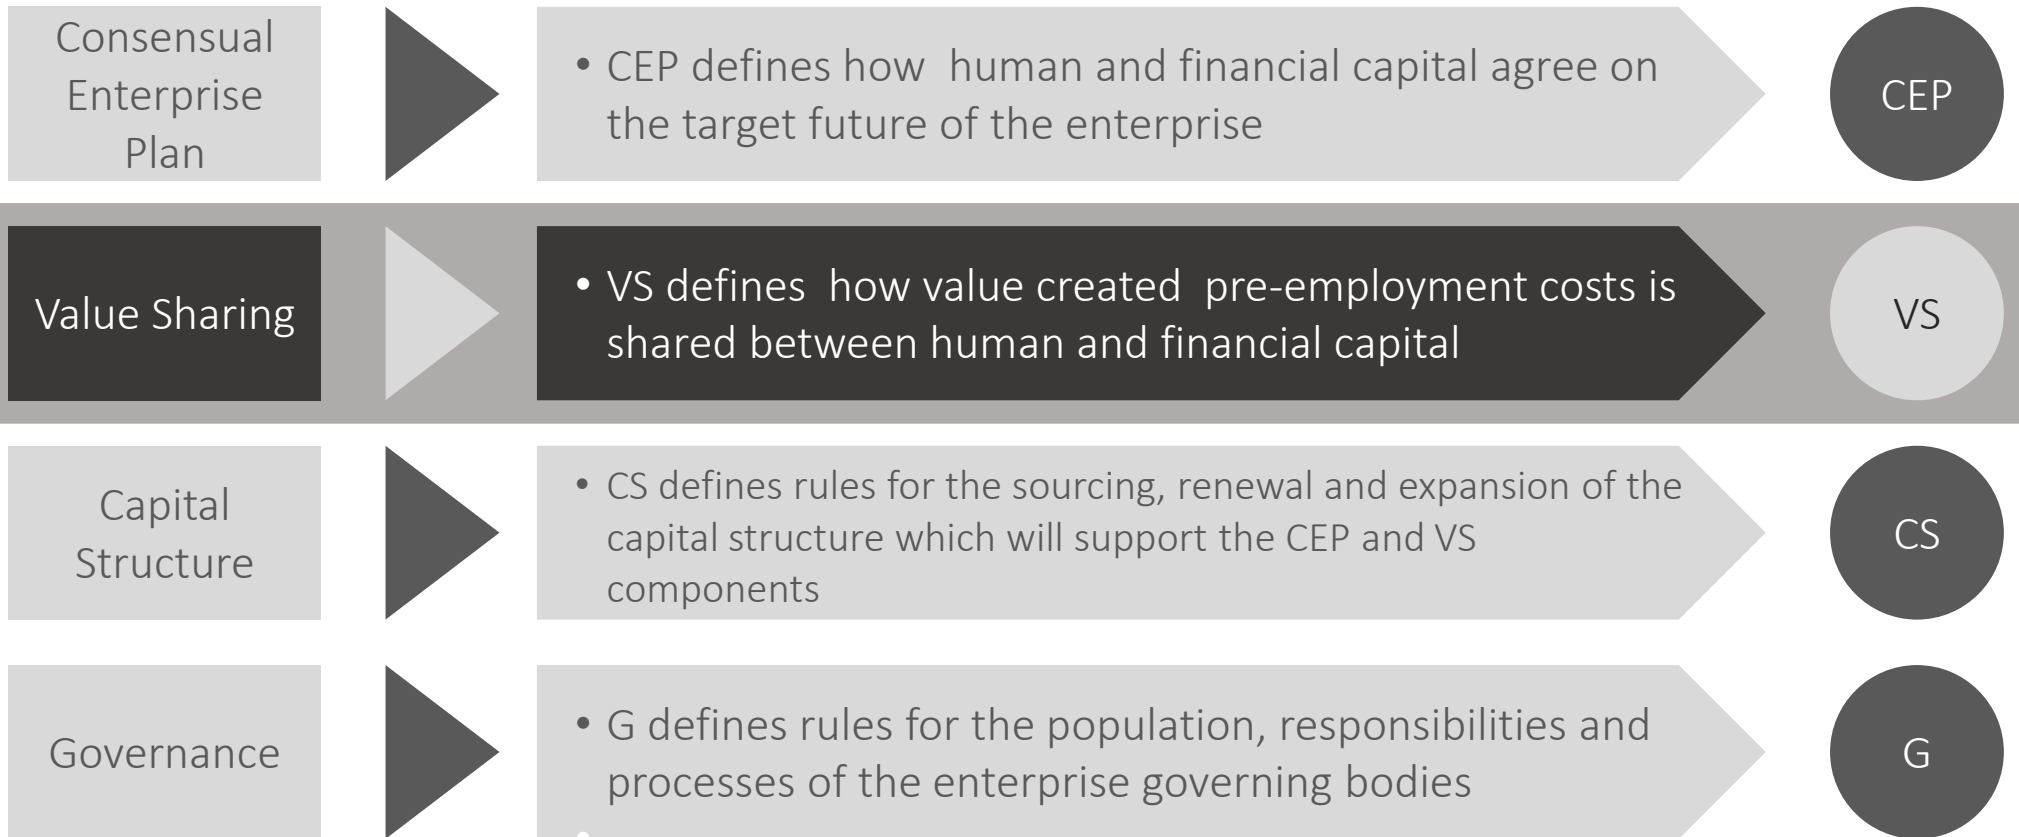 Consensual
Enterprise
Plan
• CEP defines how  human and financial capital agree on
the target future of the enterprise
CEP
Value Sharing
• VS defines  how value created  pre-employment costs is
shared between human and financial capital
VS
Capital
Structure
• CS defines rules for the sourcing, renewal and expansion of the
capital structure which will support the CEP and VS
components
CS
Governance
• G defines rules for the population, responsibilities and
processes of the enterprise governing bodies
G